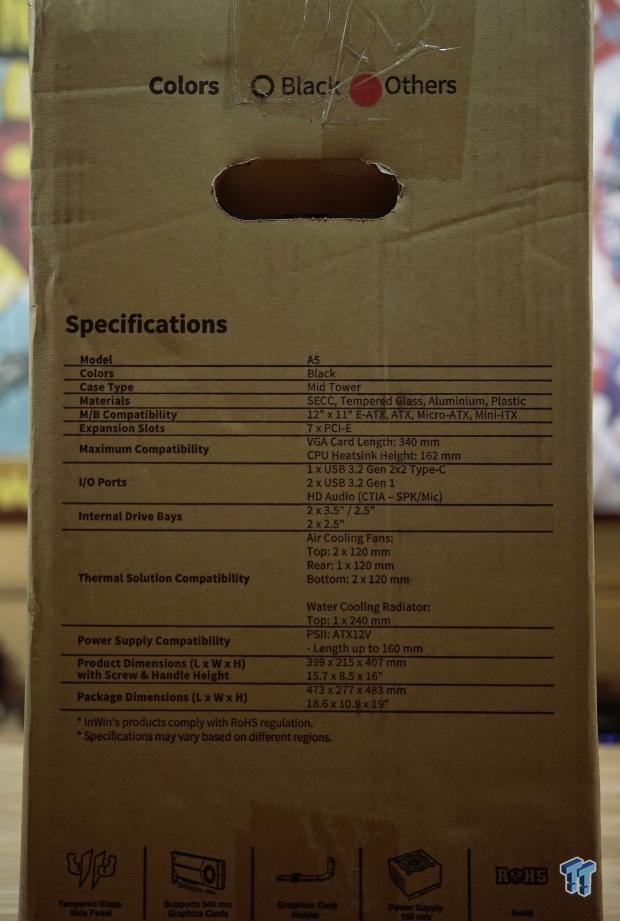 Colors Black Others
Specifications
Model A5
Colors Black
Case Type Mid Tower
Materials SECC, Tempered Glass, Aluminium, Plastic
M/B Compatibility 12" x 11" E-ATX, ATX, Micro-ATX, Mini-ITX
Expansion Slots 7 x PCI-E
Maximum Compatibility VGA Card Length: 340 mm
CPU Heatsink Height: 162 mm
I/O Ports 1 x USB 3.2 Gen 2x2 Type-C
2 x USB 3.2 Gen 1
HD Audio (CTIA – SPK/Mic)
Internal Drive Bays 2 x 3.5" / 2.5"
2 x 2.5"
Thermal Solution Compatibility Air Cooling Fans:
Top: 2 x 120 mm
Rear: 1 x 120 mm
Bottom: 2 x 120 mm
Water Cooling Radiator:
Top: 1 x 240 mm
Power Supply Compatibility PSII: ATX12V
- Length up to 160 mm
Product Dimensions (L x W x H) 399 x 215 x 407 mm
with Screw & Handle Height 15.7 x 8.5 x 16"
Package Dimensions (L x W x H) 473 x 277 x 483 mm
18.6 x 10.9 x 19"
* InWin's products comply with RoHS regulation.
* Specifications may vary based on different regions.
340mm
RoHS
Tempered Glass Supports 340 mm Graphics Card Power Supply RoHS
Side Panel Graphics Cards Holder 160 mm
TT